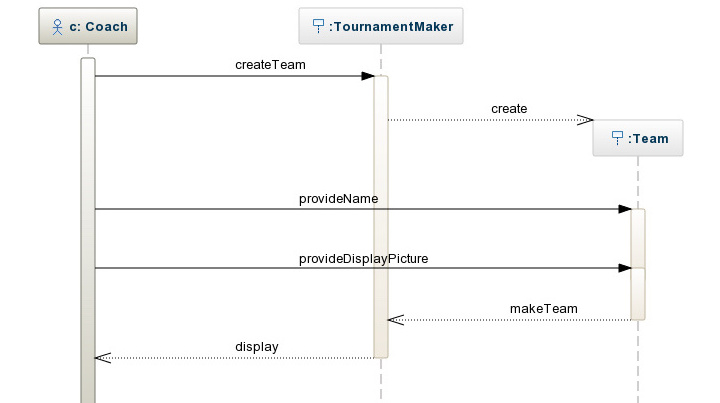 c: Coach
:TournamentMaker
createTeam
create
:Team
provideName
provideDisplayPicture
makeTeam
display